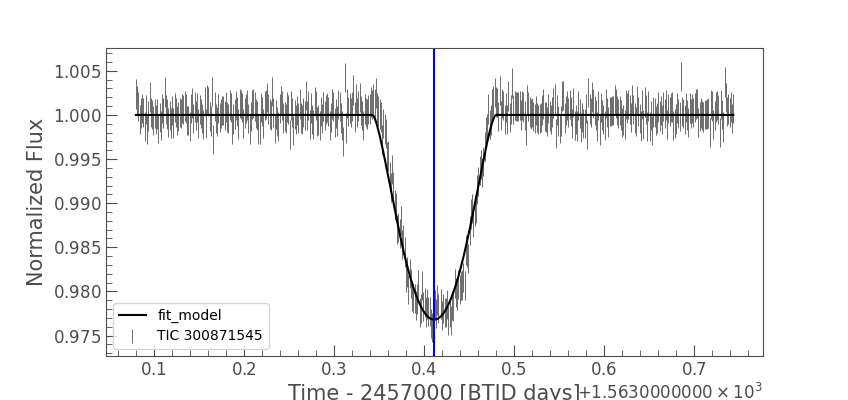 Normalized Flux
1.005
1.000
0.995
0.990
0.985
0.980
0.975
fit_model
TIC 300871545
0.1 0.2 0.3 0.4 0.5 0.6 0.7
Time - 2457000 [BTJD days]
+1.5630000000 × 10³